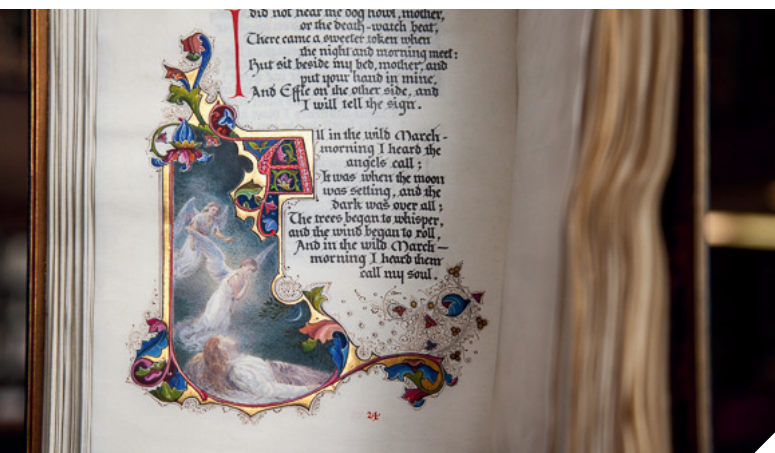 I did not hear the dog howl, mother,
or the death-watch beat,
There came a sweeter token when
the night and morning meet:
But sit beside my bed, mother, and
put your hand in mine,
And Effie on the other side, and
I will tell the sign.
All in the wild March-
morning I heard the
angels call;
It was when the moon
was setting, and the
dark was over all;
The trees began to whisper,
and the wind began to roll,
And in the wild March-
morning I heard them
call my soul.
24